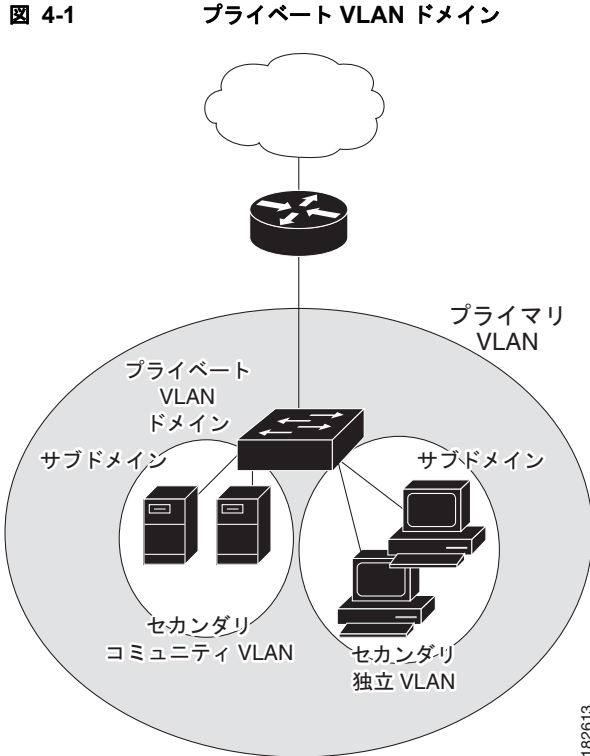 図 4-1 プライベート VLAN ドメイン
プライマリ
VLAN
プライベート
VLAN
ドメイン
サブドメイン
サブドメイン
セカンダリ
コミュニティ VLAN
セカンダリ
独立 VLAN
182613